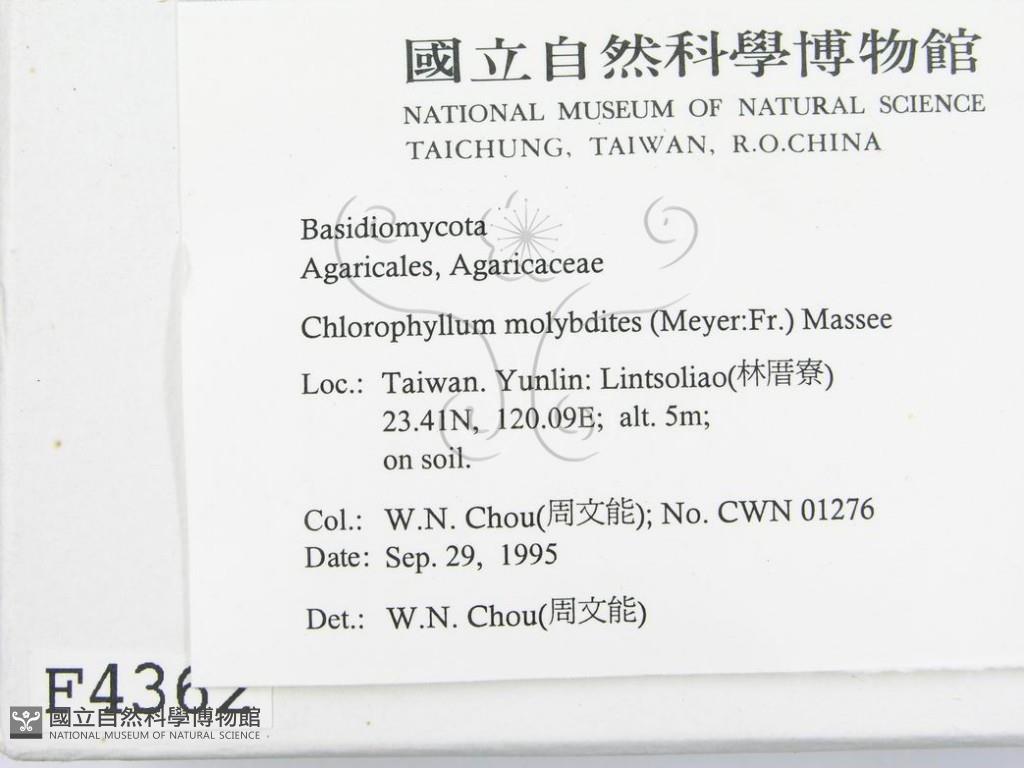 國立自然科學博物館
NATIONAL MUSEUM OF NATURAL SCIENCE
TAICHUNG, TAIWAN, R.O.CHINA
Basidiomycota
Agaricales, Agaricaceae
Chlorophyllum molybdites (Meyer:Fr.) Massee
Loc.: Taiwan. Yunlin: Lintsoliao(林厝寮)
23.41N, 120.09E; alt. 5m;
on soil.
Col.: W.N. Chou(周文能); No. CWN 01276
Date: Sep. 29, 1995
Det.: W.N. Chou(周文能)
F4362
國立自然科學博物館
NATIONAL MUSEUM OF NATURAL SCIENCE